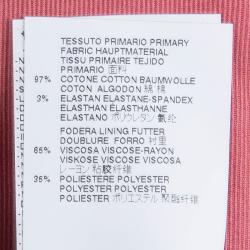 TESSUTO PRIMARIO PRIMARY
FABRIC HAUPTMATERIAL
TISSU PRIMAIRE TEJIDO
PRIMARIO 面料
97% COTONE COTTON BAUMWOLLE
COTON ALGODON 綿 棉
3% ELASTAN ELASTANE-SPANDEX
ELASTHAN ÉLASTHANNE
ELASTANO ポリウレタン 氨纶
FODERA LINING FUTTER
DOUBLURE FORRO 衬里
65% VISCOSA VISCOSE-RAYON
VISKOSE VISCOSE VISCOSA
レーヨン 粘胶纤维
35% POLIESTERE POLYESTER
POLYESTER POLYESTER
POLIESTER ポリエステル 聚酯纤维